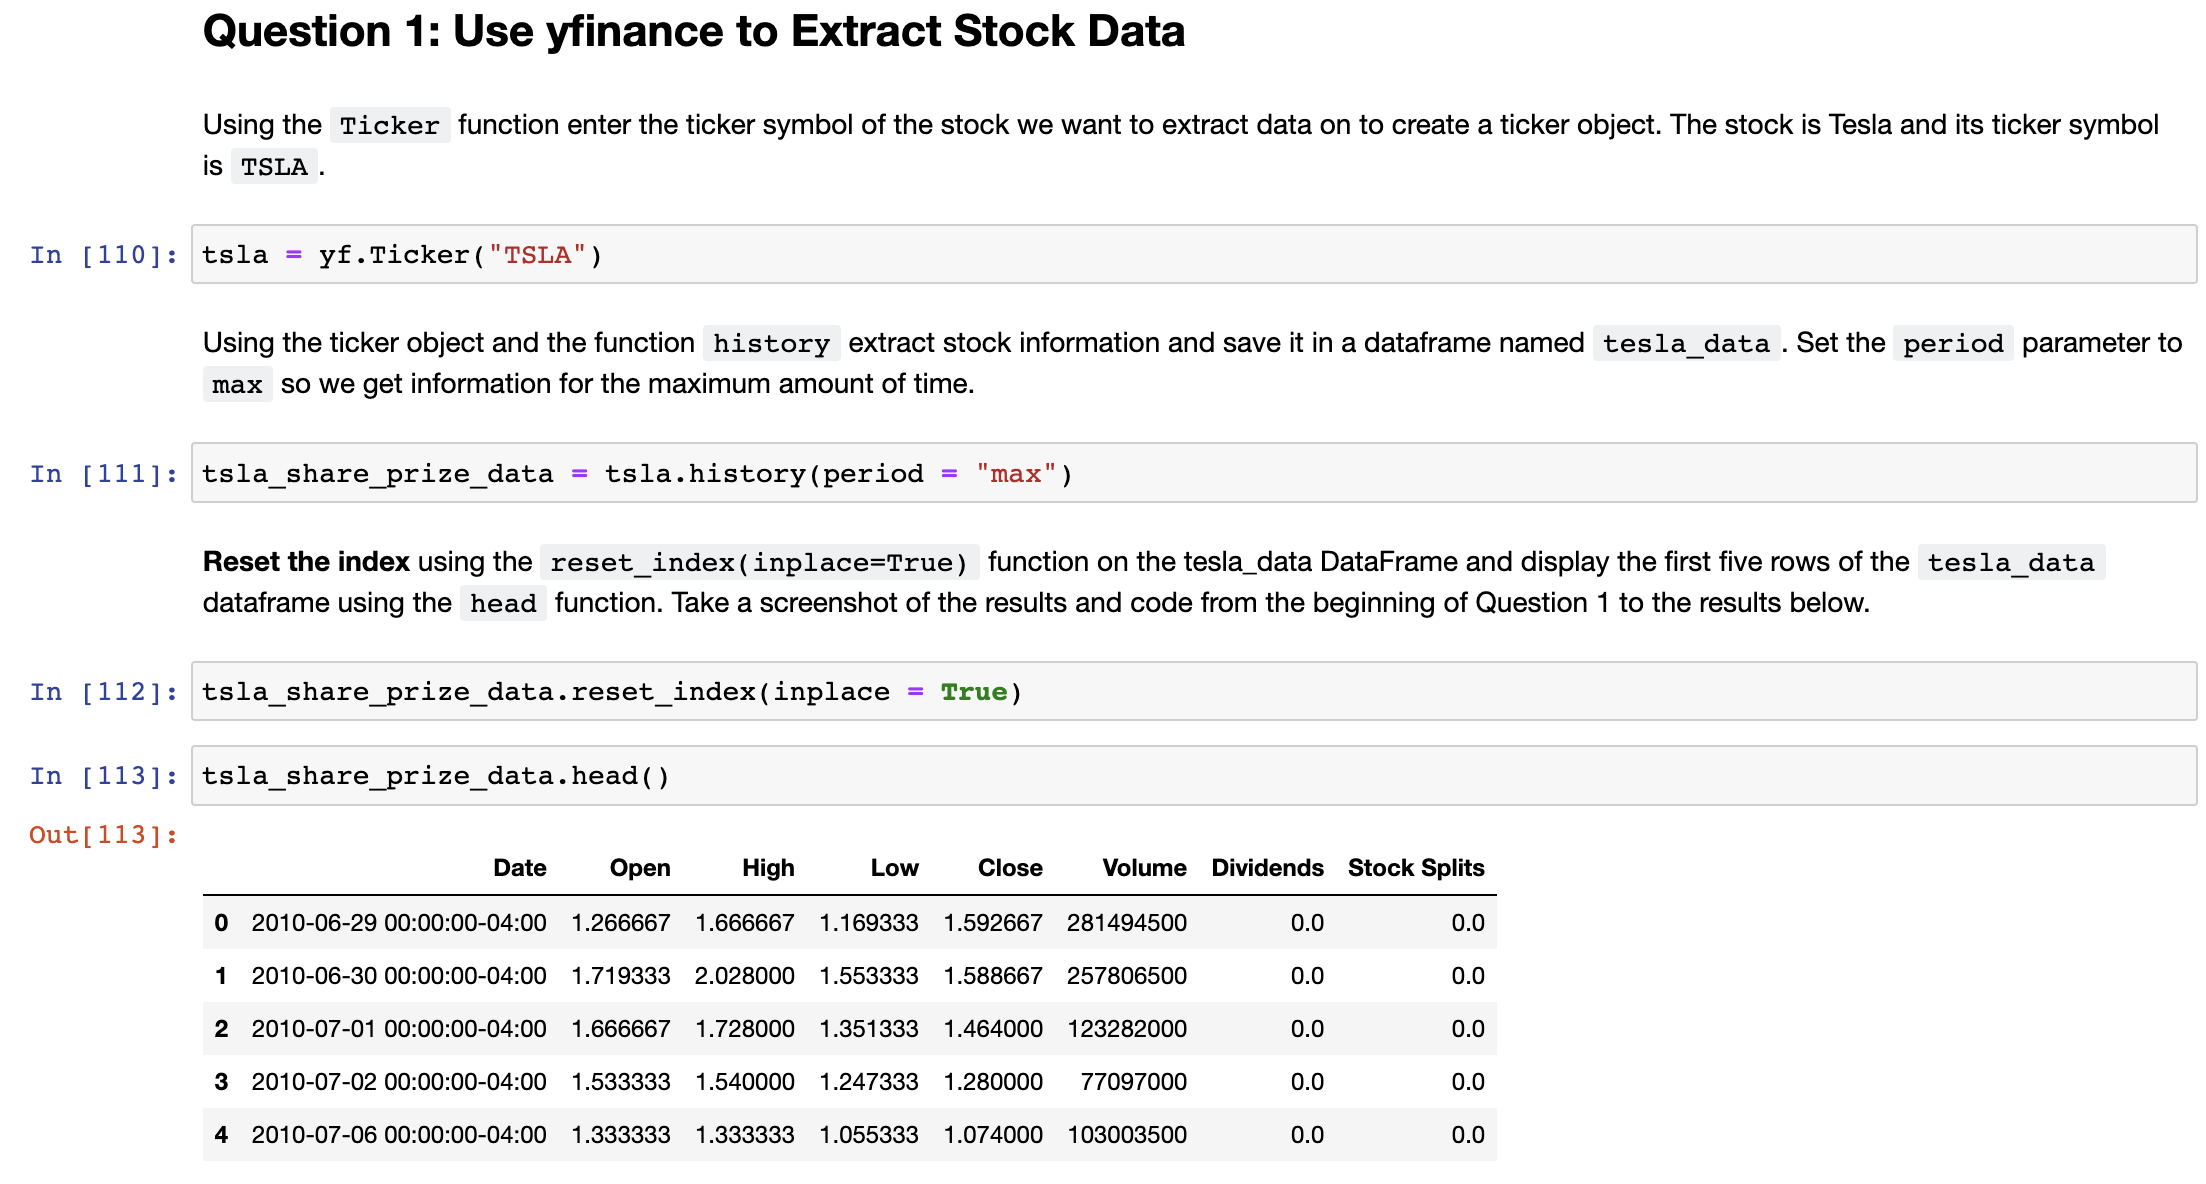 Question 1: Use yfinance to Extract Stock Data
Using the Ticker function enter the ticker symbol of the stock we want to extract data on to create a ticker object. The stock is Tesla and its ticker symbol
is TSLA .
In [110]: tsla = yf.Ticker("TSLA")
Using the ticker object and the function history extract stock information and save it in a dataframe named tesla_data . Set the period parameter to
max so we get information for the maximum amount of time.
In [111]: tsla_share_prize_data = tsla.history(period = "max")
Reset the index using the reset_index(inplace=True) function on the tesla_data DataFrame and display the first five rows of the tesla_data
dataframe using the head function. Take a screenshot of the results and code from the beginning of Question 1 to the results below.
In [112]: tsla_share_prize_data.reset_index(inplace = True)
In [113]: tsla_share_prize_data.head()
Out[113]:
Date Open High Low Close Volume Dividends Stock Splits
0 2010-06-29 00:00:00-04:00 1.266667 1.666667 1.169333 1.592667 281494500 0.0 0.0
1 2010-06-30 00:00:00-04:00 1.719333 2.028000 1.553333 1.588667 257806500 0.0 0.0
2 2010-07-01 00:00:00-04:00 1.666667 1.728000 1.351333 1.464000 123282000 0.0 0.0
3 2010-07-02 00:00:00-04:00 1.533333 1.540000 1.247333 1.280000 77097000 0.0 0.0
4 2010-07-06 00:00:00-04:00 1.333333 1.333333 1.055333 1.074000 103003500 0.0 0.0